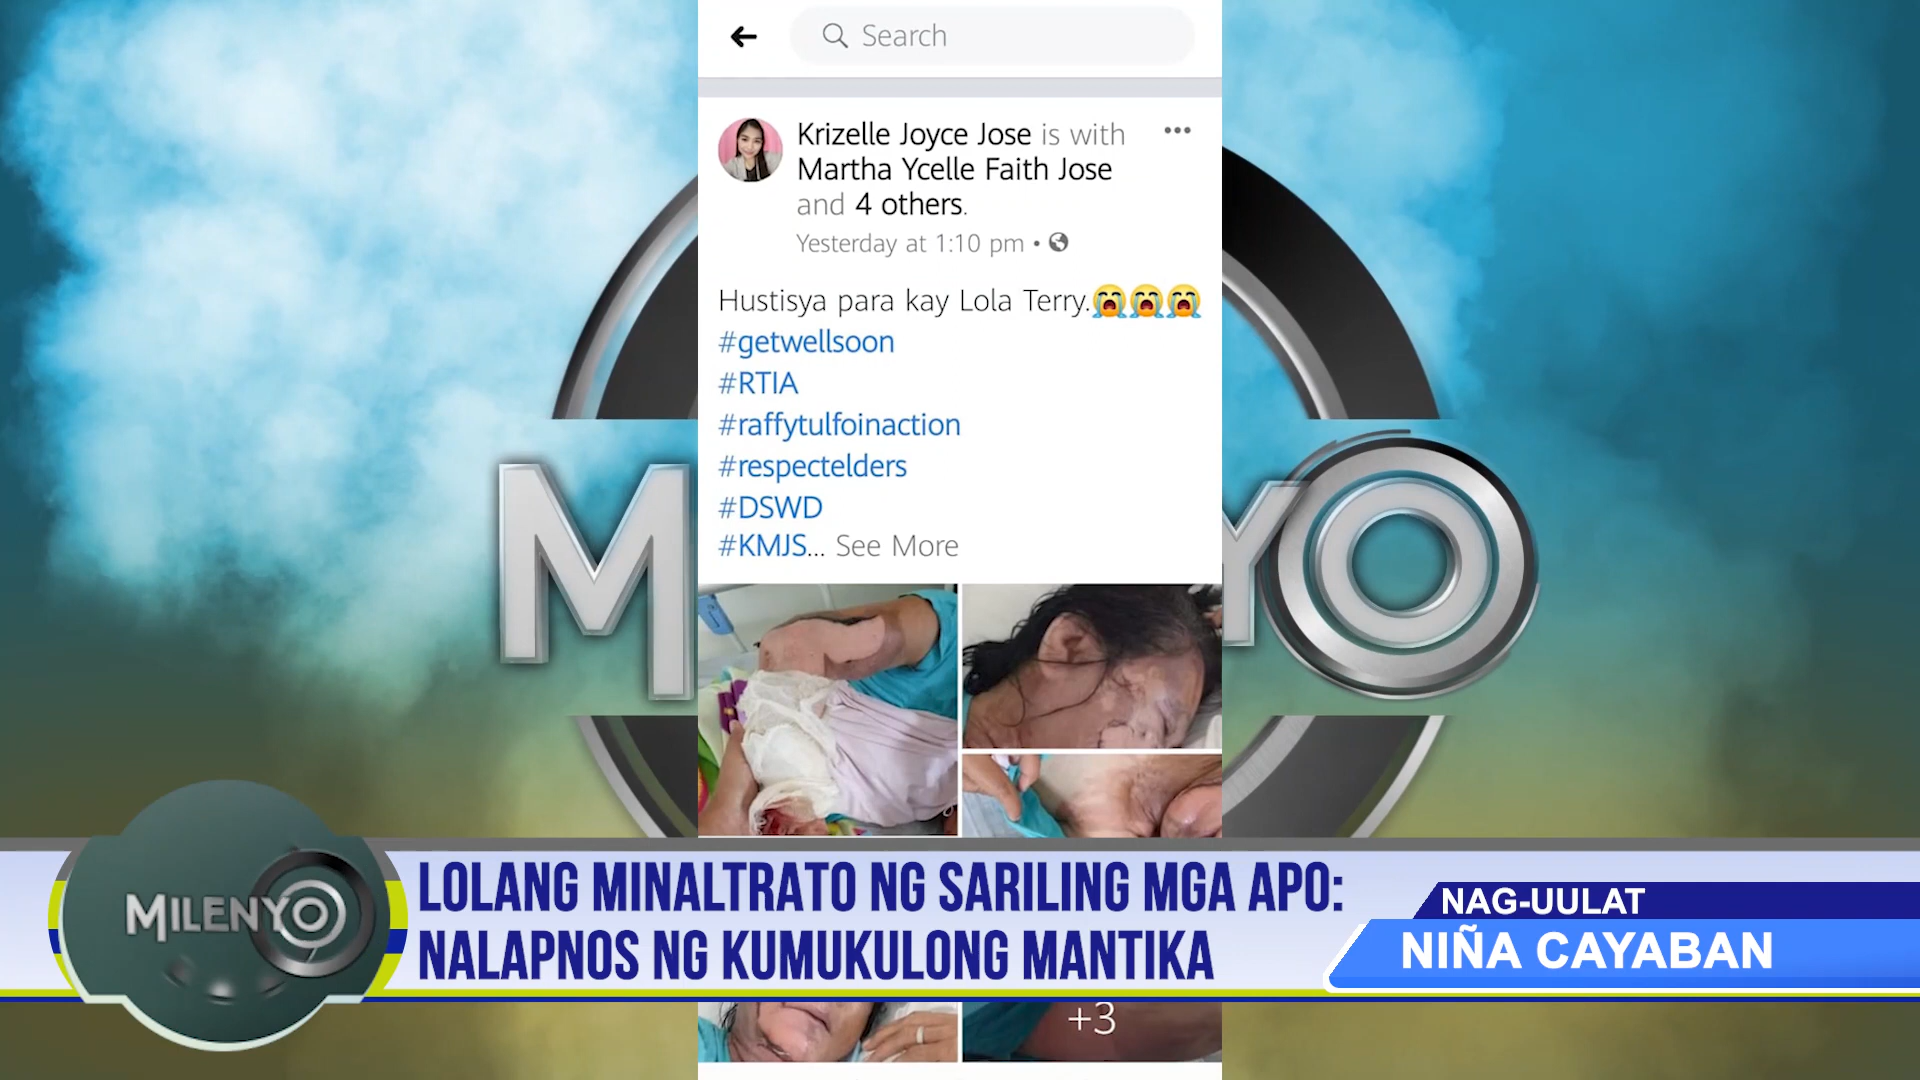 Search
Krizelle Joyce Jose is with
Martha Ycelle Faith Jose
and 4 others.
Yesterday at 1:10 pm •
Hustisya para kay Lola Terry.😭😭😭
#getwellsoon
#RTIA
#raffytulfoinaction
#respectelders
#DSWD
#KMJS... See More
M
YO
MILENYO
LOLANG MINALTRATO NG SARILING MGA APO:
NALAPNOS NG KUMUKULONG MANTIKA
NAG-UULAT
NIÑA CAYABAN
+3